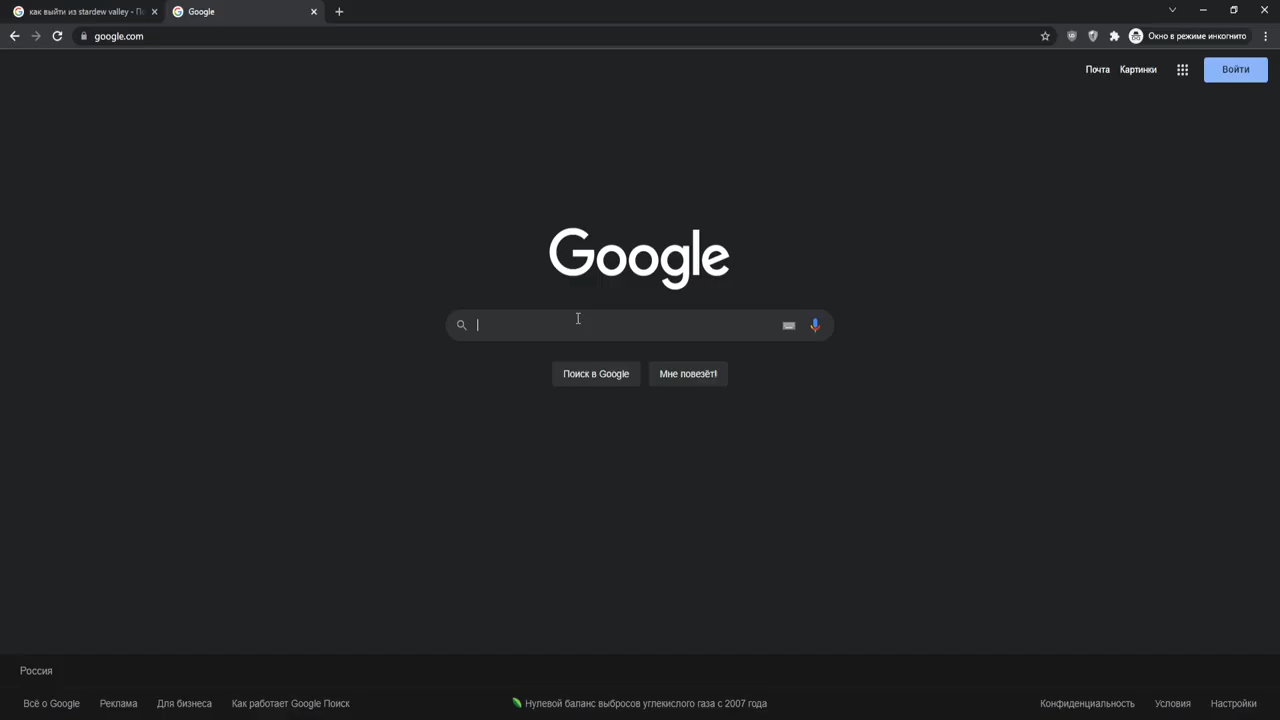 как выйти из stardew valley - П
Google
google.com
Окно в режиме инкогнито
Почта
Картинки
Войти
Google
Поиск в Google
Мне повезёт!
Россия
Всё о Google
Реклама
Для бизнеса
Как работает Google Поиск
Нулевой баланс выбросов углекислого газа с 2007 года
Конфиденциальность
Условия
Настройки